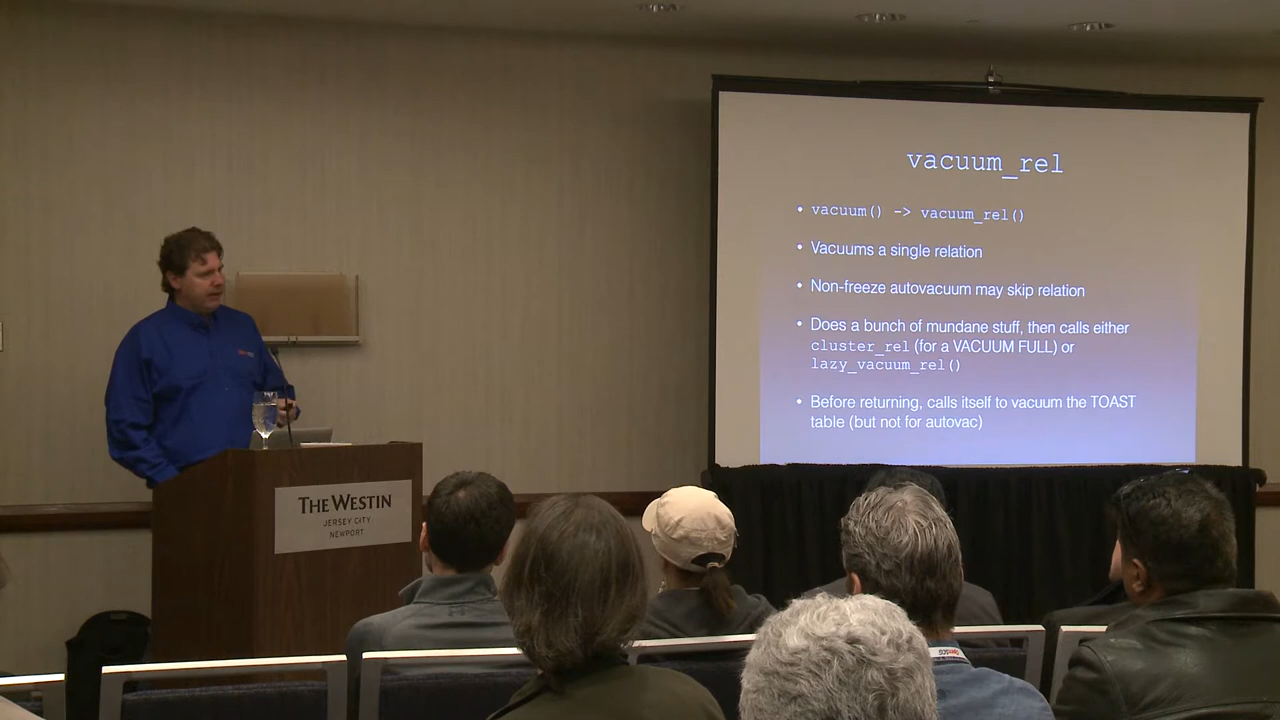 vacuum_rel
• vacuum() -> vacuum_rel()
• Vacuums a single relation
• Non-freeze autovacuum may skip relation
• Does a bunch of mundane stuff, then calls either
cluster_rel (for a VACUUM FULL) or
lazy_vacuum_rel()
• Before returning, calls itself to vacuum the TOAST
table (but not for autovac)
THE WESTIN
JERSEY CITY
NEWPORT
OpenSCG